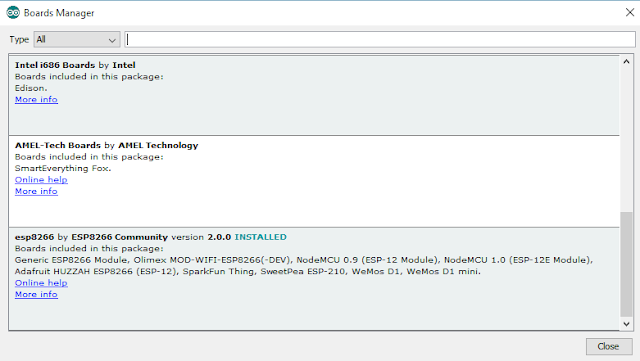 Boards Manager
Type All
Intel i686 Boards by Intel
Boards included in this package:
Edison.
More info
AMEL-Tech Boards by AMEL Technology
Boards included in this package:
SmartEverything Fox.
Online help
More info
esp8266 by ESP8266 Community version 2.0.0 INSTALLED
Boards included in this package:
Generic ESP8266 Module, Olimex MOD-WIFI-ESP8266(-DEV), NodeMCU 0.9 (ESP-12 Module), NodeMCU 1.0 (ESP-12E Module),
Adafruit HUZZAH ESP8266 (ESP-12), SparkFun Thing, SweetPea ESP-210, WeMos D1, WeMos D1 mini.
Online help
More info
Close